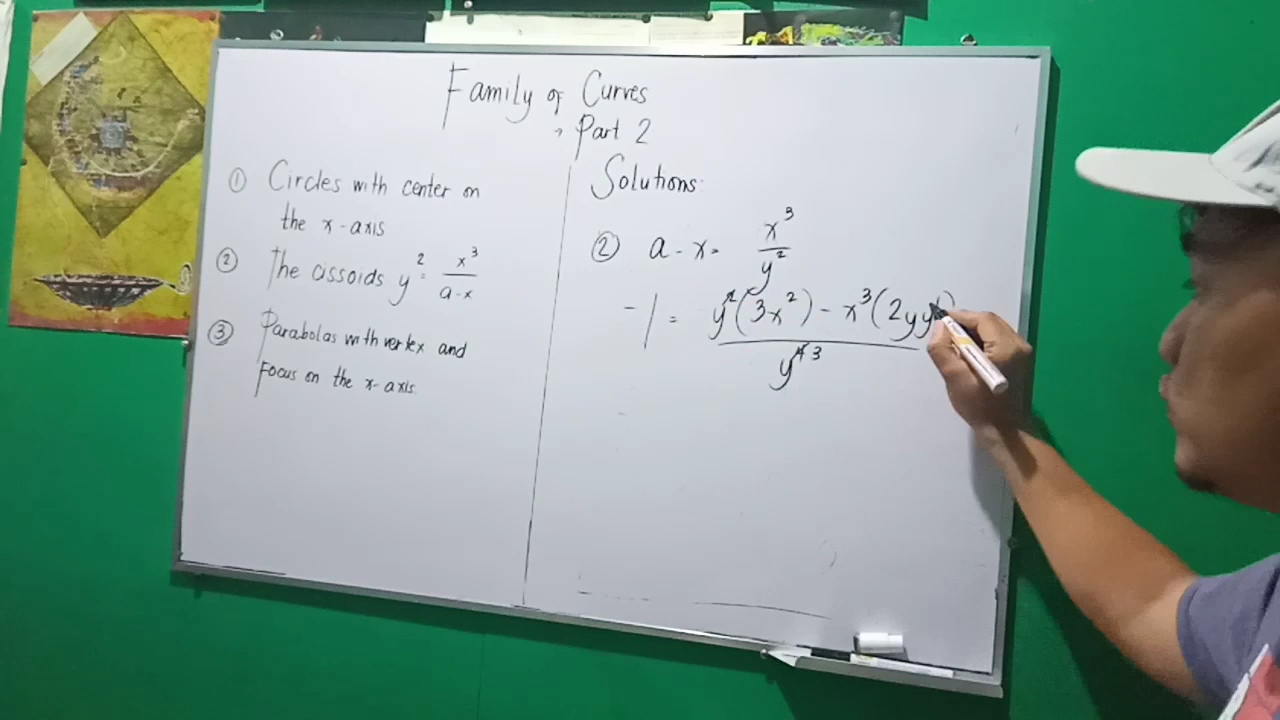 Family of Curves
, Part 2
① Circles with center on
the x-axis
② The cissoids y² = x³/(a-x)
③ Parabolas with vertex and
Focus on the x-axis.
Solutions:
② a - x = x³/y²
-1 = (y²(3x²) - x³(2yy'))/y⁴ 3